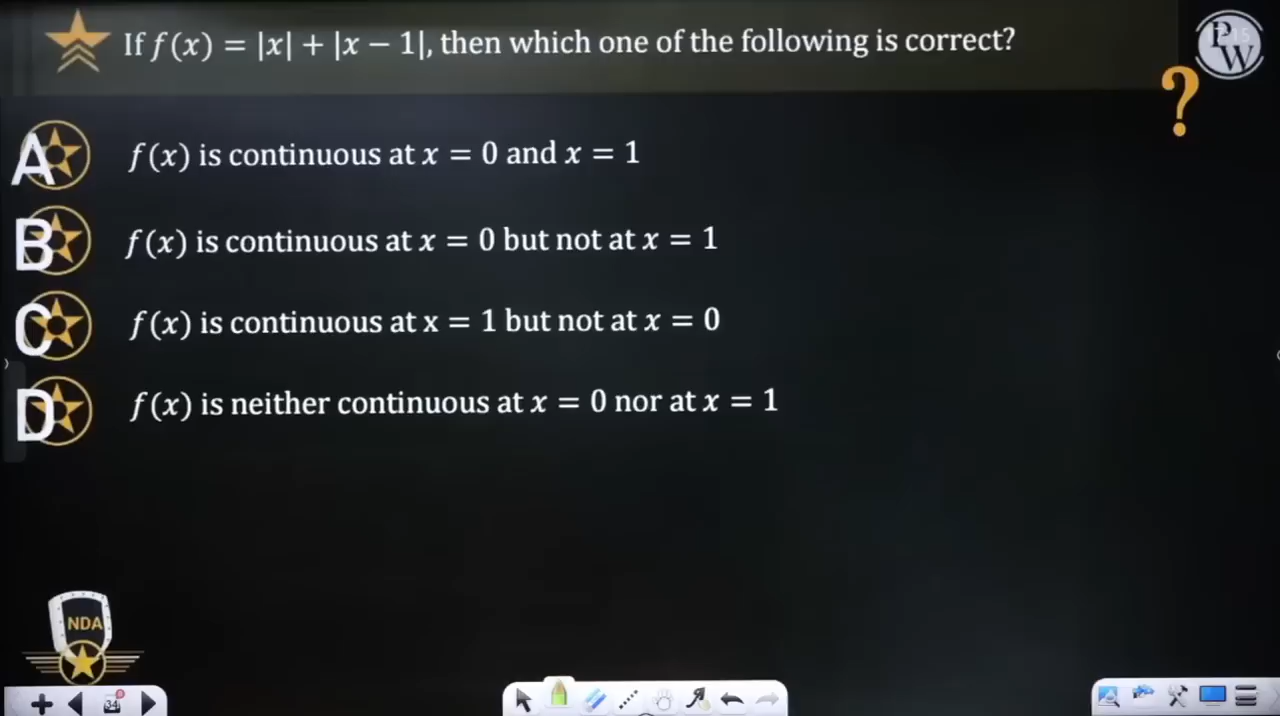 If f(x) = |x| + |x − 1|, then which one of the following is correct?
PW
?
A f(x) is continuous at x = 0 and x = 1
B f(x) is continuous at x = 0 but not at x = 1
C f(x) is continuous at x = 1 but not at x = 0
D f(x) is neither continuous at x = 0 nor at x = 1
NDA
34